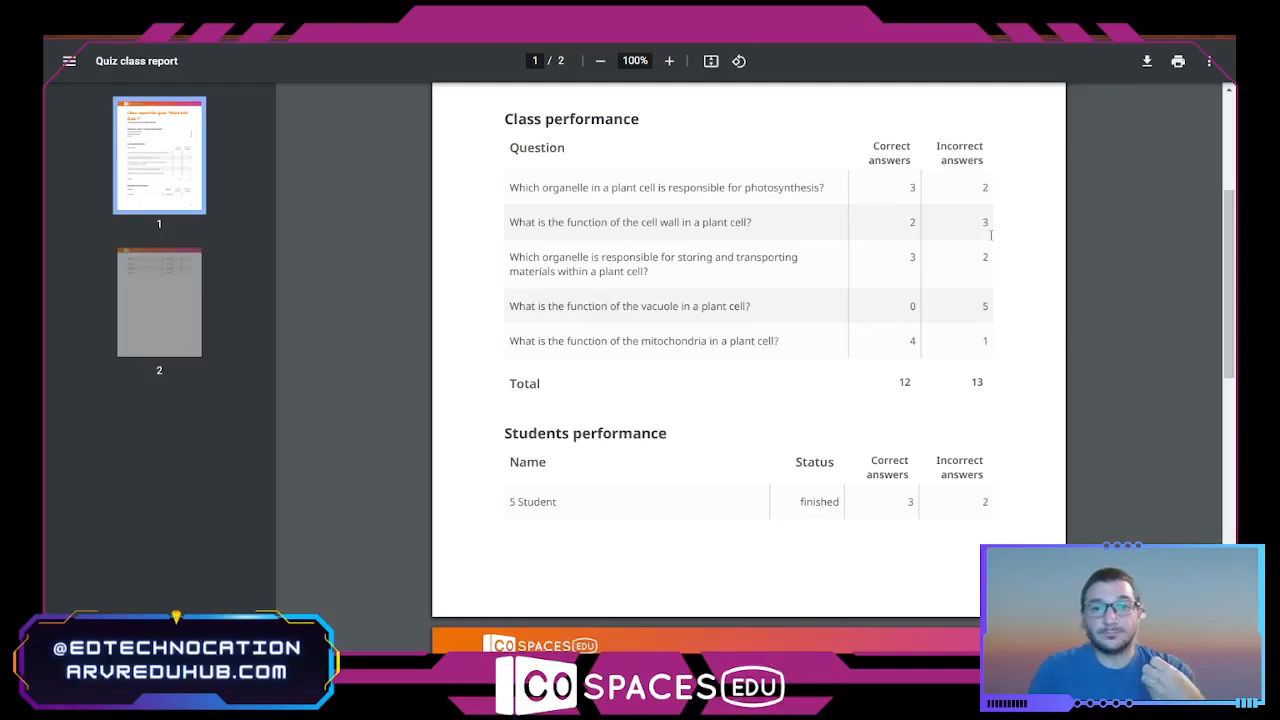 Quiz class report
1 / 2
100%
Class performance
Question
Correct answers
Incorrect answers
Which organelle in a plant cell is responsible for photosynthesis? 3 2
What is the function of the cell wall in a plant cell? 2 3
Which organelle is responsible for storing and transporting
materials within a plant cell? 3 2
What is the function of the vacuole in a plant cell? 0 5
What is the function of the mitochondria in a plant cell? 4 1
Total 12 13
Students performance
Name
Status
Correct answers
Incorrect answers
5 Student finished 3 2
1
2
COSPACES EDU
@EDTECHNOCATION
ARVREDUHUB.COM
COSPACES EDU